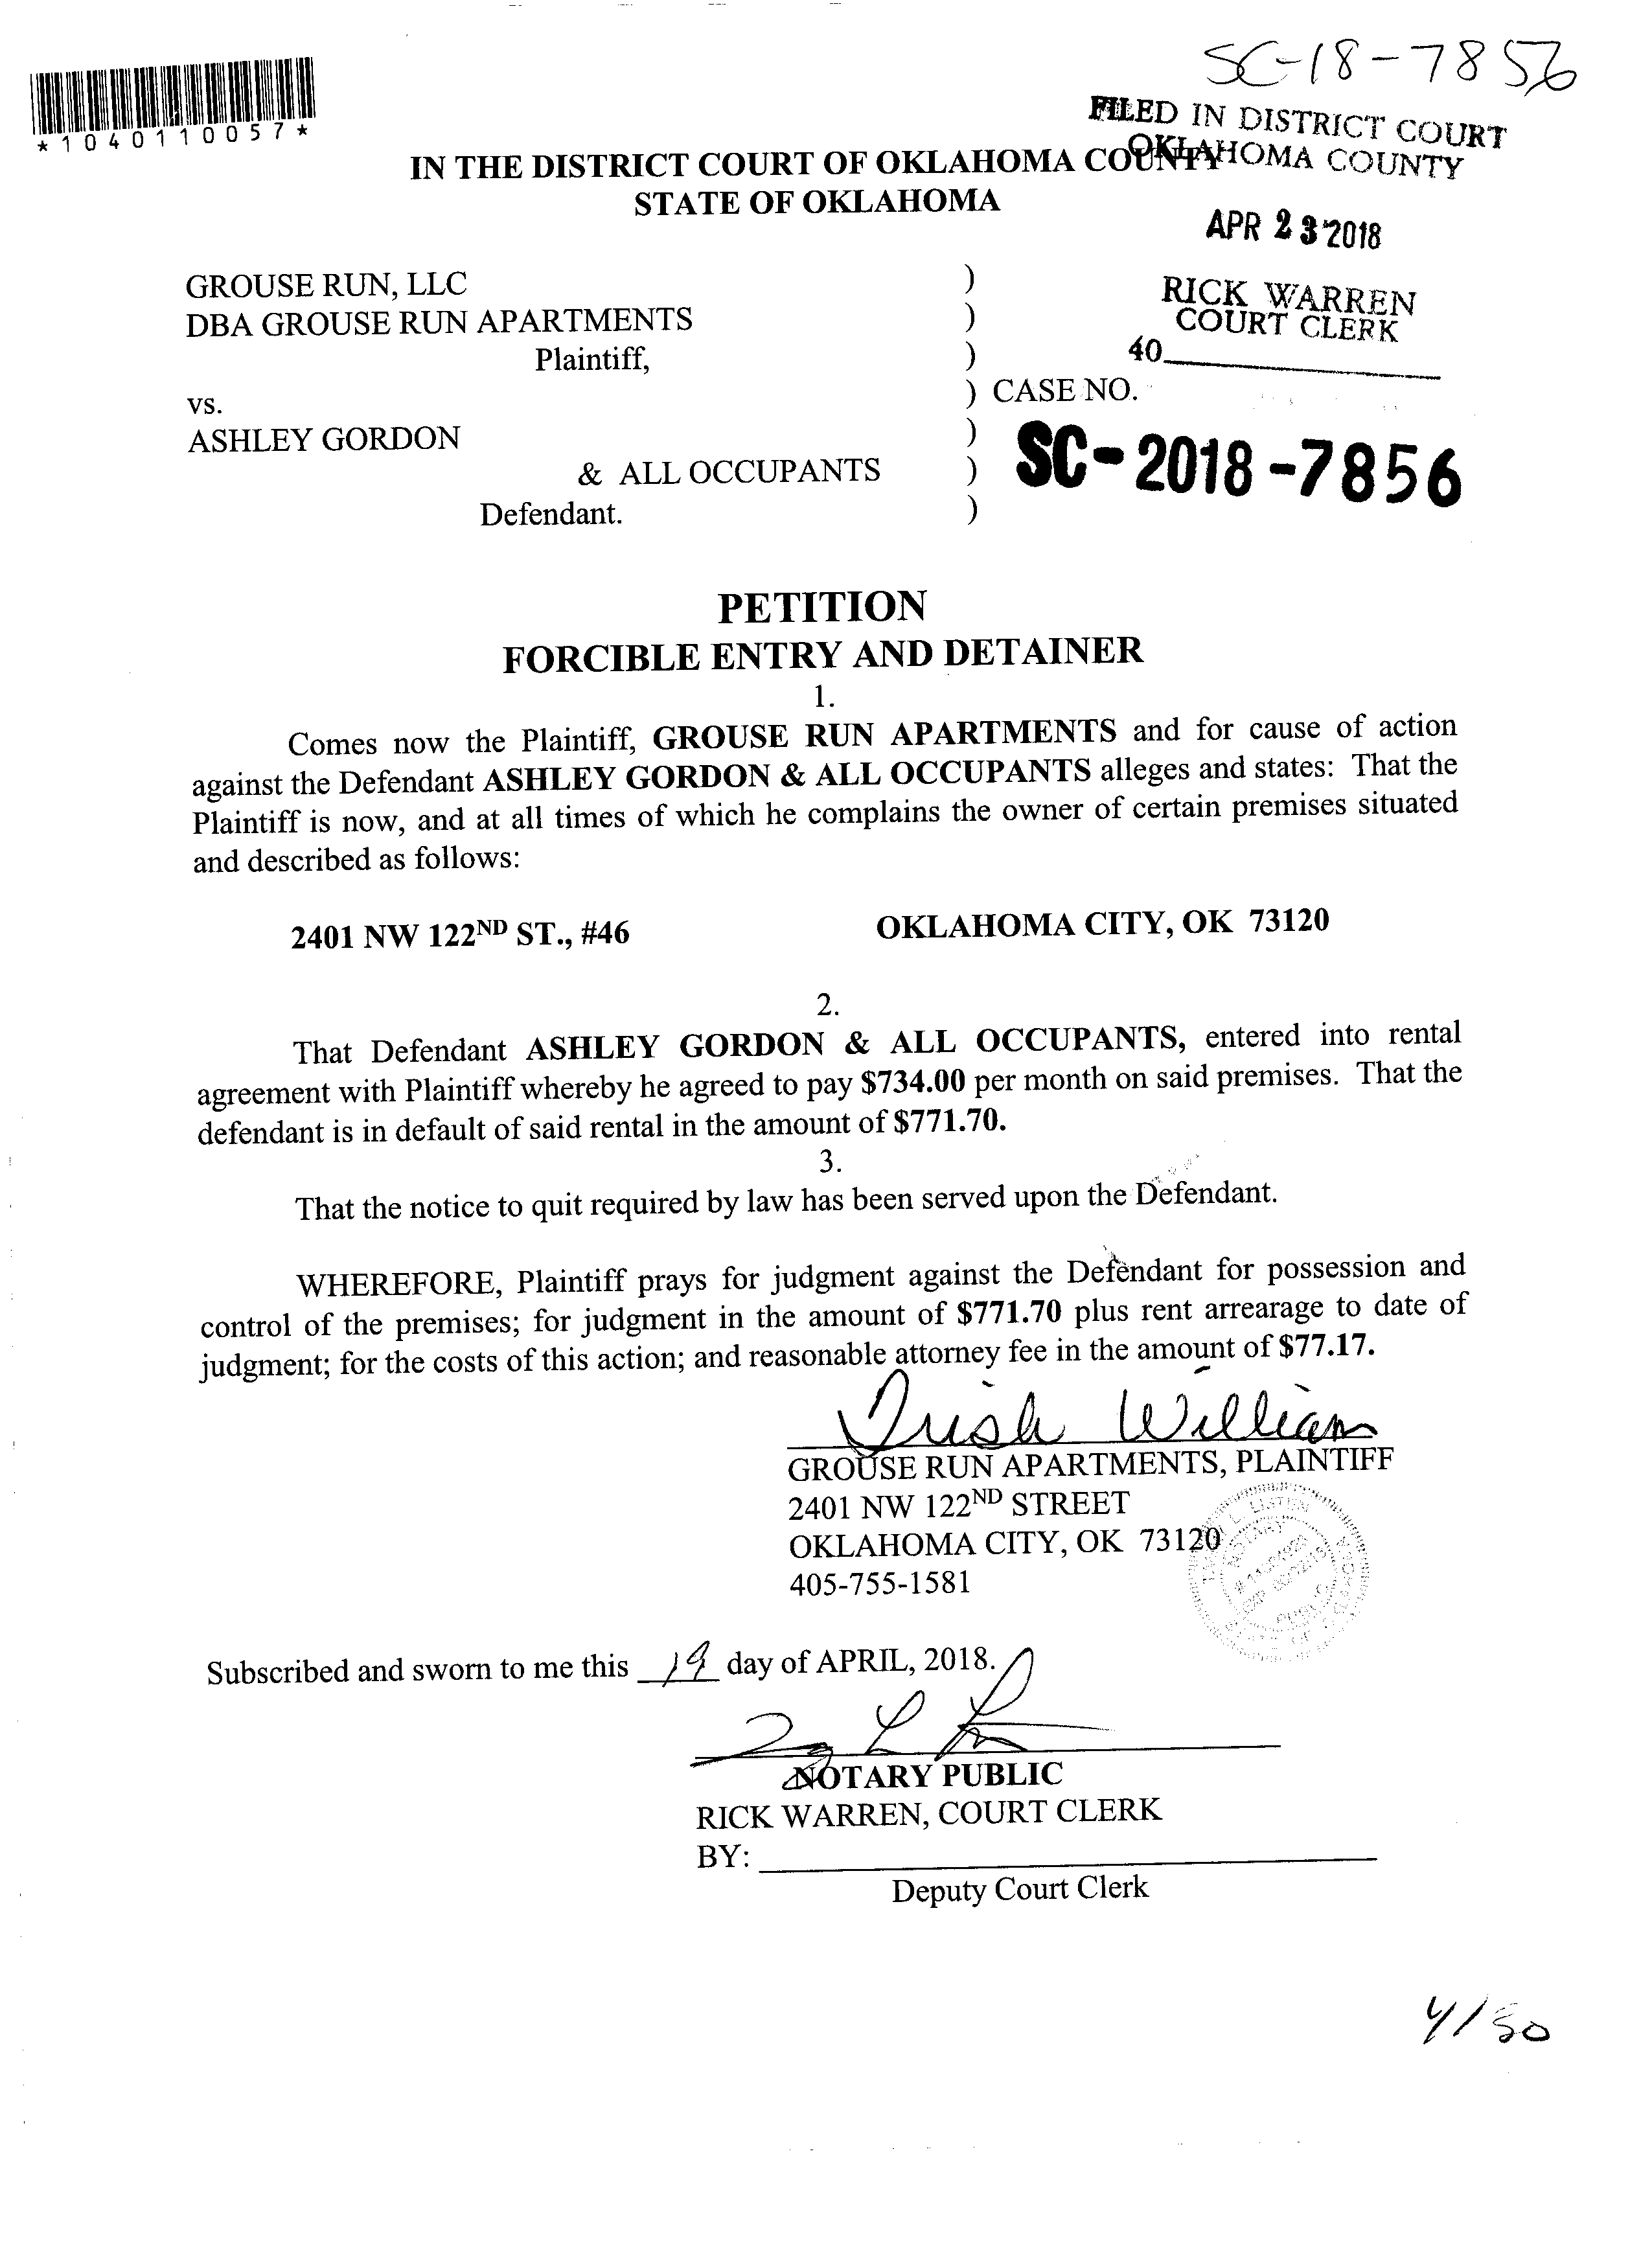 SC-18-7856
*1040110057*
FILED IN DISTRICT COURT
OKLAHOMA COUNTY
IN THE DISTRICT COURT OF OKLAHOMA COUNTY
STATE OF OKLAHOMA
APR 23 2018
RICK WARREN
COURT CLERK
40
GROUSE RUN, LLC )
DBA GROUSE RUN APARTMENTS )
Plaintiff, )
) CASE NO.
vs.
ASHLEY GORDON )
& ALL OCCUPANTS ) SC-2018-7856
Defendant. )
PETITION
FORCIBLE ENTRY AND DETAINER
1.
Comes now the Plaintiff, GROUSE RUN APARTMENTS and for cause of action
against the Defendant ASHLEY GORDON & ALL OCCUPANTS alleges and states: That the
Plaintiff is now, and at all times of which he complains the owner of certain premises situated
and described as follows:
2401 NW 122ND ST., #46 OKLAHOMA CITY, OK 73120
2.
That Defendant ASHLEY GORDON & ALL OCCUPANTS, entered into rental
agreement with Plaintiff whereby he agreed to pay $734.00 per month on said premises. That the
defendant is in default of said rental in the amount of $771.70.
3.
That the notice to quit required by law has been served upon the Defendant.
WHEREFORE, Plaintiff prays for judgment against the Defendant for possession and
control of the premises; for judgment in the amount of $771.70 plus rent arrearage to date of
judgment; for the costs of this action; and reasonable attorney fee in the amount of $77.17.
Trish William
GROUSE RUN APARTMENTS, PLAINTIFF
2401 NW 122ND STREET
OKLAHOMA CITY, OK 73120
405-755-1581
L. LISTEN
NOTARY
PUBLIC
Subscribed and sworn to me this 19 day of APRIL, 2018.
NOTARY PUBLIC
RICK WARREN, COURT CLERK
BY:
Deputy Court Clerk
4/30